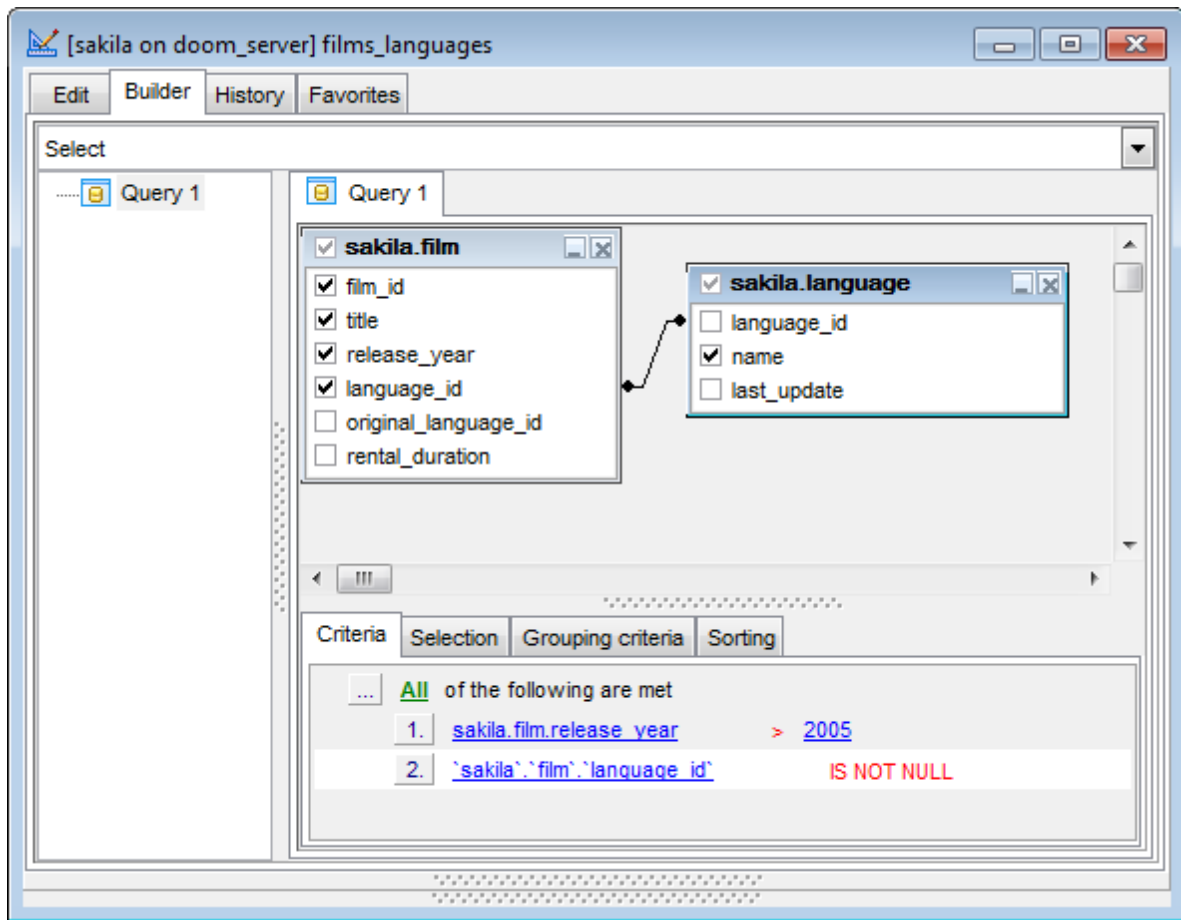 [sakila on doom_server] films_languages
Edit Builder History Favorites
Select
Query 1
Query 1
sakila.film
film_id
title
release_year
language_id
original_language_id
rental_duration
sakila.language
language_id
name
last_update
Criteria Selection Grouping criteria Sorting
... All of the following are met
1. sakila.film.release_year > 2005
2. `sakila`.`film`.`language_id` IS NOT NULL